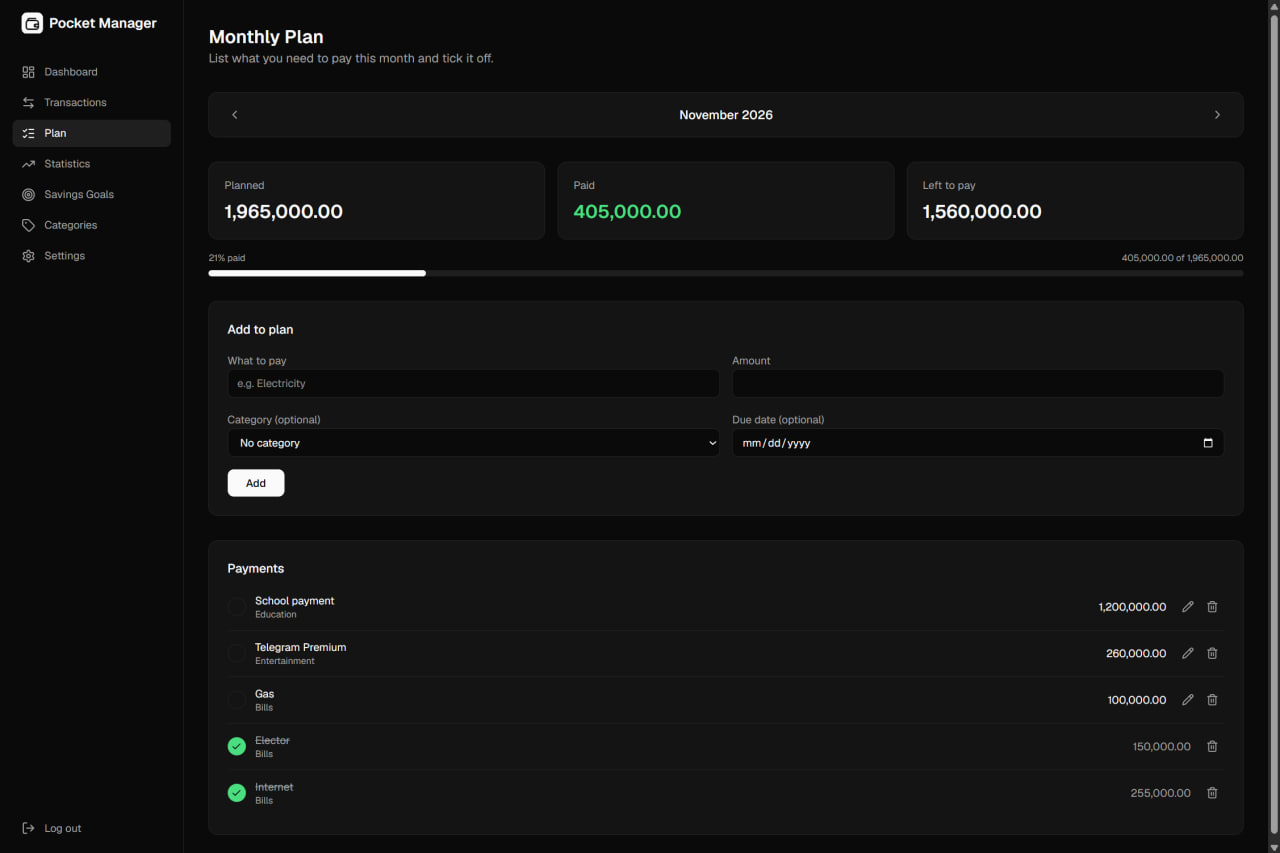 Pocket Manager
Dashboard
Transactions
Plan
Statistics
Savings Goals
Categories
Settings
Log out
Monthly Plan
List what you need to pay this month and tick it off.
November 2026
Planned
1,965,000.00
Paid
405,000.00
Left to pay
1,560,000.00
21% paid
405,000.00 of 1,965,000.00
Add to plan
What to pay
Amount
e.g. Electricity
Category (optional)
Due date (optional)
No category
mm/dd/yyyy
Add
Payments
School payment
Education
1,200,000.00
Telegram Premium
Entertainment
260,000.00
Gas
Bills
100,000.00
Elector
Bills
150,000.00
Internet
Bills
255,000.00